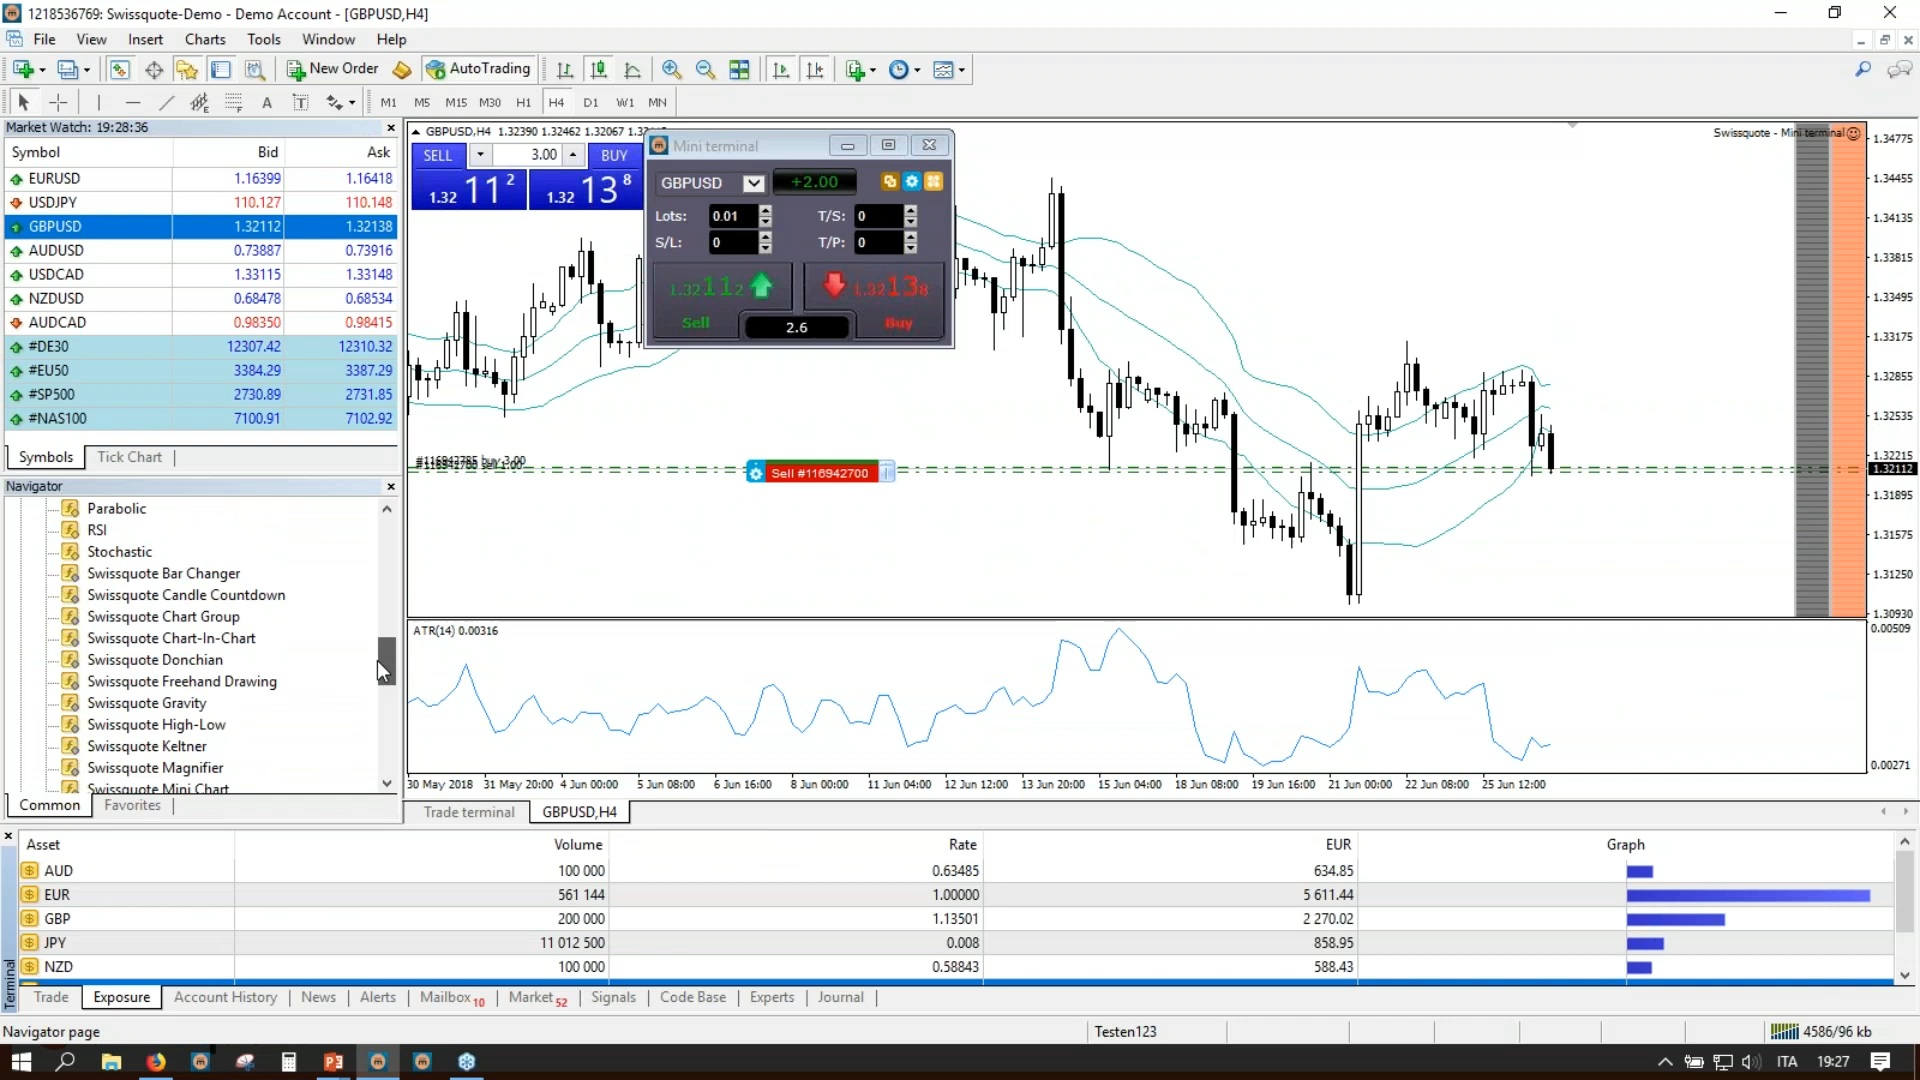 1218536769: Swissquote-Demo - Demo Account - [GBPUSD,H4]
File View Insert Charts Tools Window Help
New Order AutoTrading
A T M1 M5 M15 M30 H1 H4 D1 W1 MN
Market Watch: 19:28:36
Symbol Bid Ask
EURUSD 1.16399 1.16418
USDJPY 110.127 110.148
GBPUSD 1.32112 1.32138
AUDUSD 0.73887 0.73916
USDCAD 1.33115 1.33148
NZDUSD 0.68478 0.68534
AUDCAD 0.98350 0.98415
#DE30 12307.42 12310.32
#EU50 3384.29 3387.29
#SP500 2730.89 2731.85
#NAS100 7100.91 7102.92
Symbols Tick Chart
Navigator
Parabolic
RSI
Stochastic
Swissquote Bar Changer
Swissquote Candle Countdown
Swissquote Chart Group
Swissquote Chart-In-Chart
Swissquote Donchian
Swissquote Freehand Drawing
Swissquote Gravity
Swissquote High-Low
Swissquote Keltner
Swissquote Magnifier
Swissquote Mini Chart
Common Favorites
GBPUSD,H4 1.32390 1.32462 1.32067
SELL 3.00 BUY
1.32 11 2 1.32 13 8
Mini terminal
GBPUSD +2.00
Lots: 0.01 T/S: 0
S/L: 0 T/P: 0
1.32112 1.32138
Sell 2.6 Buy
Swissquote - Mini terminal
#116942785 buy 3.00
Sell #116942700
1.34775
1.34455
1.34135
1.33815
1.33495
1.33175
1.32855
1.32535
1.32215
1.32112
1.31895
1.31575
1.31250
1.30930
ATR(14) 0.00316
0.00509
0.00271
30 May 2018 31 May 20:00 4 Jun 00:00 5 Jun 08:00 6 Jun 16:00 8 Jun 00:00 11 Jun 04:00 12 Jun 12:00 13 Jun 20:00 15 Jun 04:00 18 Jun 08:00 19 Jun 16:00 21 Jun 00:00 22 Jun 08:00 25 Jun 12:00
Trade terminal GBPUSD,H4
Asset Volume Rate EUR Graph
AUD 100 000 0.63485 634.85
EUR 561 144 1.00000 5 611.44
GBP 200 000 1.13501 2 270.02
JPY 11 012 500 0.008 858.95
NZD 100 000 0.58843 588.43
Terminal
Trade Exposure Account History News Alerts Mailbox 10 Market 52 Signals Code Base Experts Journal
Navigator page Testen123 4586/96 kb
ITA 19:27